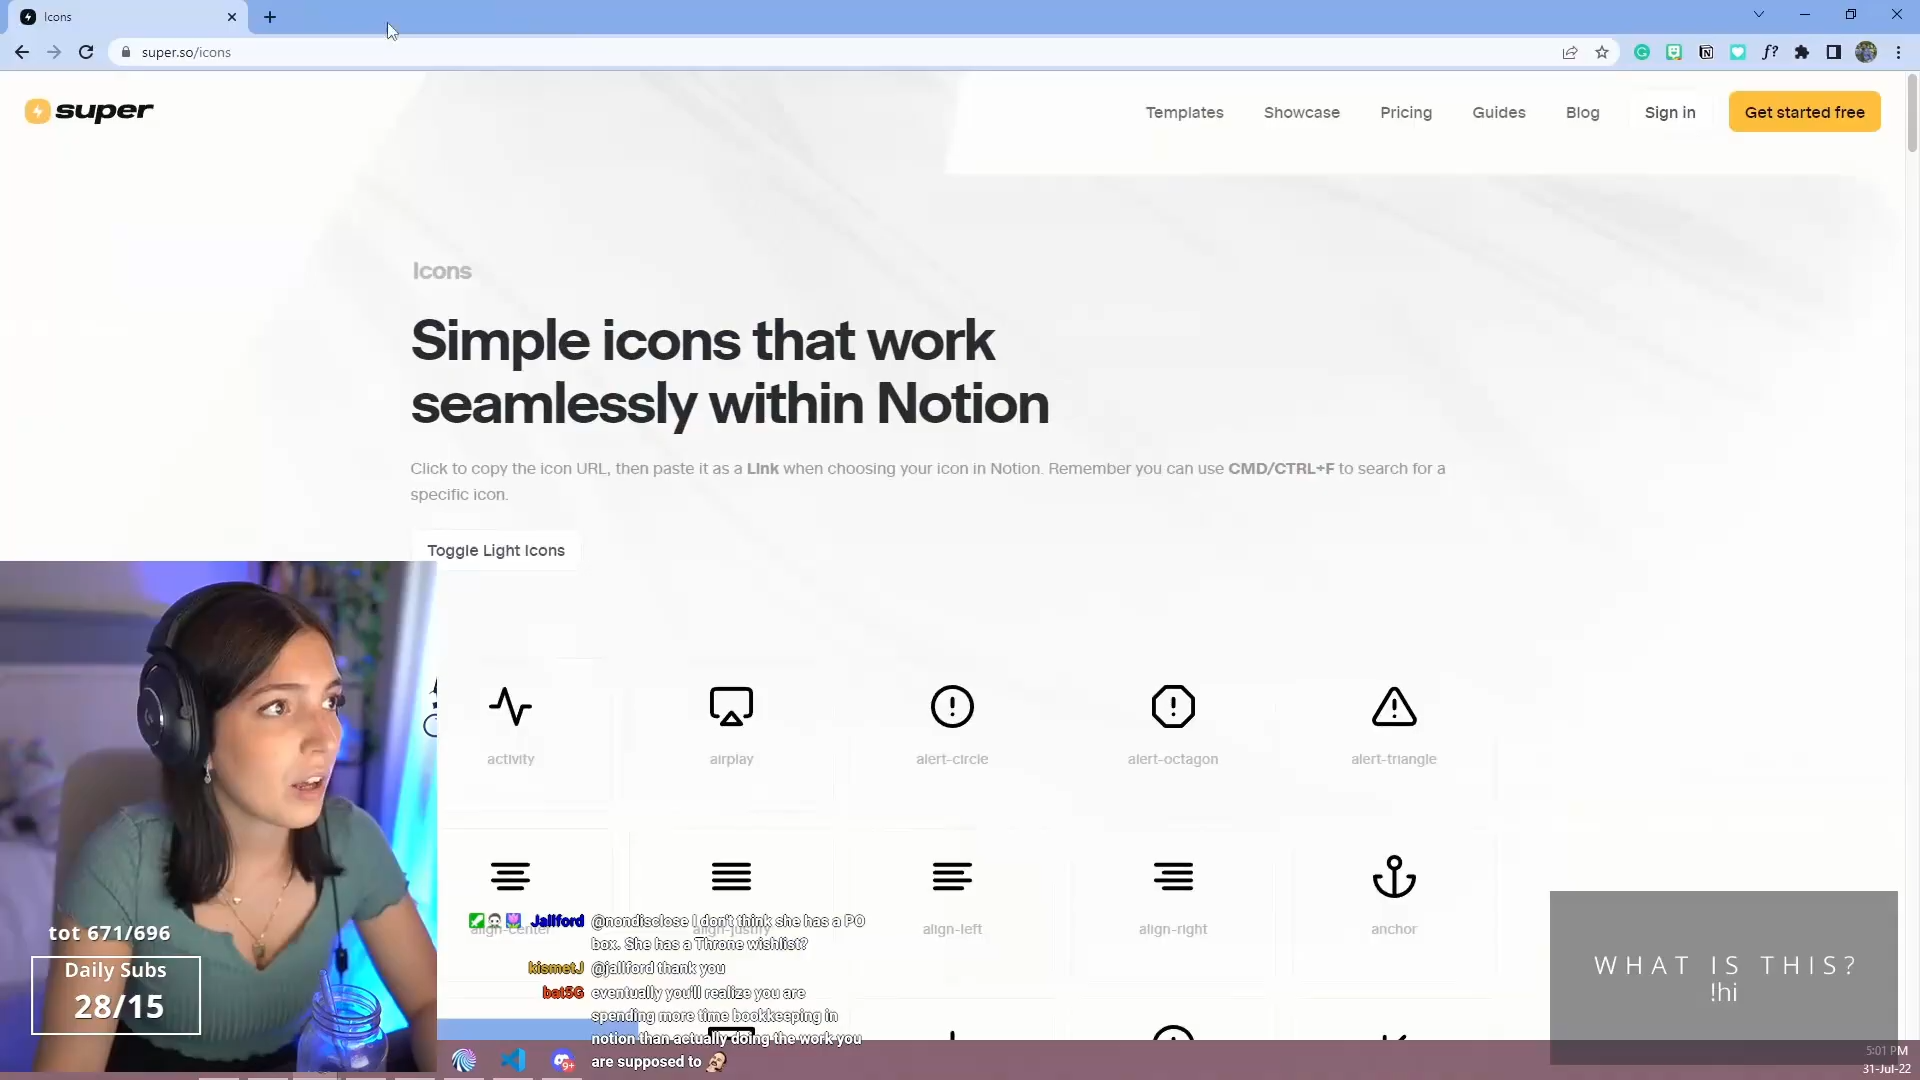 Icons
super.so/icons
super
Templates
Showcase
Pricing
Guides
Blog
Sign in
Get started free
Icons
Simple icons that work
seamlessly within Notion
Click to copy the icon URL, then paste it as a Link when choosing your icon in Notion. Remember you can use CMD/CTRL+F to search for a
specific icon.
Toggle Light Icons
activity
airplay
alert-circle
alert-octagon
alert-triangle
align-center
align-justify
align-left
align-right
anchor
tot 671/696
Daily Subs
28/15
Jallford @nondisclose I don't think she has a PO
box. She has a Throne wishlist?
kismetJ @jallford thank you
bat5G eventually you'll realize you are
spending more time bookkeeping in
notion than actually doing the work you
are supposed to
WHAT IS THIS?
!hi
9+
5:01 PM
31-Jul-22